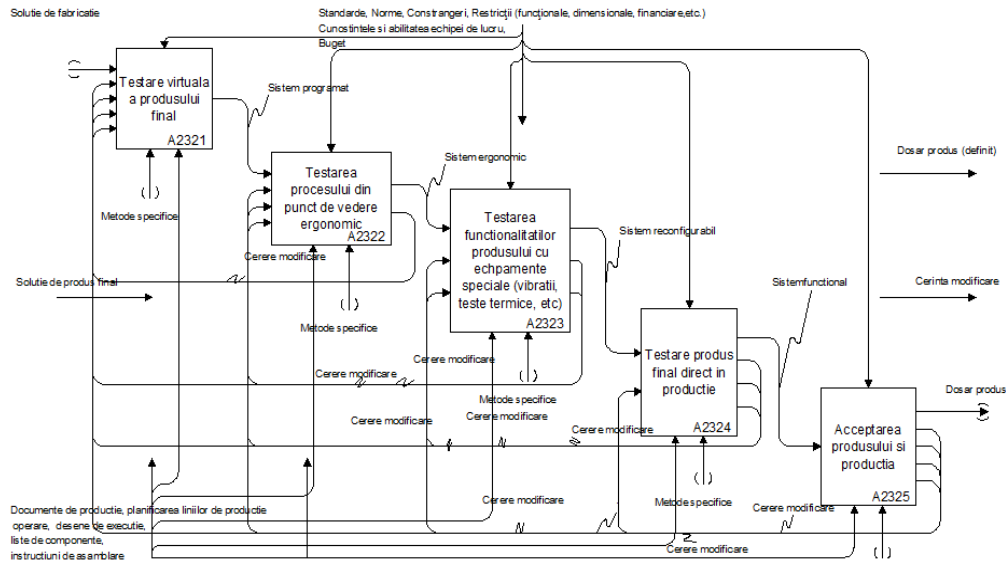 Solutie de fabricatie
Standarde, Norme, Constrangeri, Restricții (funcționale, dimensionale, financiare,etc.)
Cunostintele si abilitatea echipei de lucru,
Buget
Testare virtuala
a produsului
final
A2321
Sistem programat
Metode specifice
Testarea
procesului din
punct de vedere
ergonomic
A2322
Sistem ergonomic
Dosar produs (definit)
Cerere modificare
Testarea
functionalitatilor
produsului cu
echpamente
speciale (vibratii,
teste termice, etc)
A2323
Sistem reconfigurabil
Solutie de produs final
Sistemfunctional
Cerinta modificare
Metode specifice
Cerere modificare
Cerere modificare
Testare produs
final direct in
productie
A2324
Metode specifice
Dosar produs
Cerere modificare
Cerere modificare
Cerere modificare
Acceptarea
produsului si
productia
A2325
Cerere modificare
Metode specifice
Cerere modificare
Documente de productie, planificarea liniilor de productie
operare, desene de executie,
liste de componente,
instructiuni de asamblare
Cerere modificare